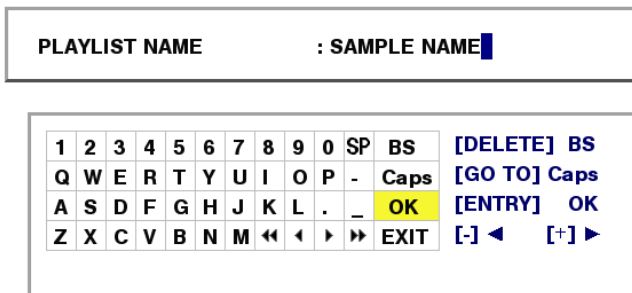 PLAYLIST NAME : SAMPLE NAME
1 2 3 4 5 6 7 8 9 0 SP BS [DELETE] BS
Q W E R T Y U I O P - Caps [GO TO] Caps
A S D F G H J K L . _ OK [ENTRY] OK
Z X C V B N M ◀◀ ◀ ▶ ▶▶ EXIT [-] ◀ [+] ▶